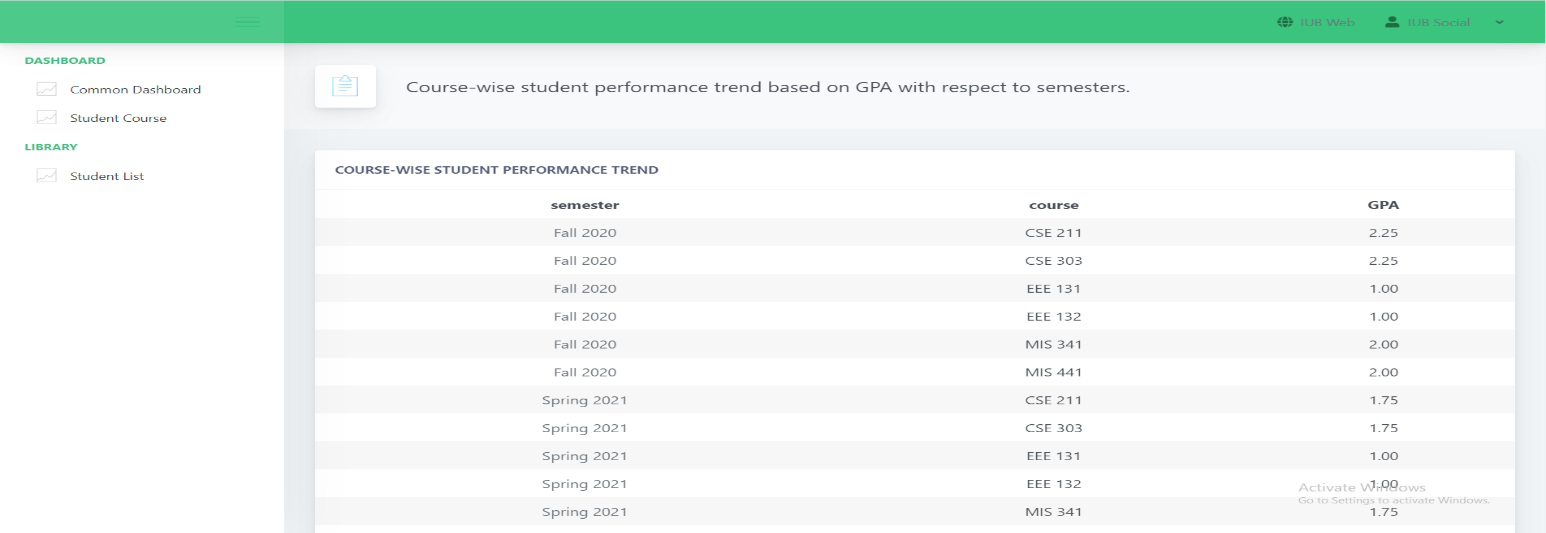 IUB Web IUB Social
DASHBOARD
Common Dashboard
Student Course
LIBRARY
Student List
Course-wise student performance trend based on GPA with respect to semesters.
COURSE-WISE STUDENT PERFORMANCE TREND
semester course GPA
Fall 2020 CSE 211 2.25
Fall 2020 CSE 303 2.25
Fall 2020 EEE 131 1.00
Fall 2020 EEE 132 1.00
Fall 2020 MIS 341 2.00
Fall 2020 MIS 441 2.00
Spring 2021 CSE 211 1.75
Spring 2021 CSE 303 1.75
Spring 2021 EEE 131 1.00
Spring 2021 EEE 132 1.00
Spring 2021 MIS 341 1.75
Activate Windows
Go to Settings to activate Windows.